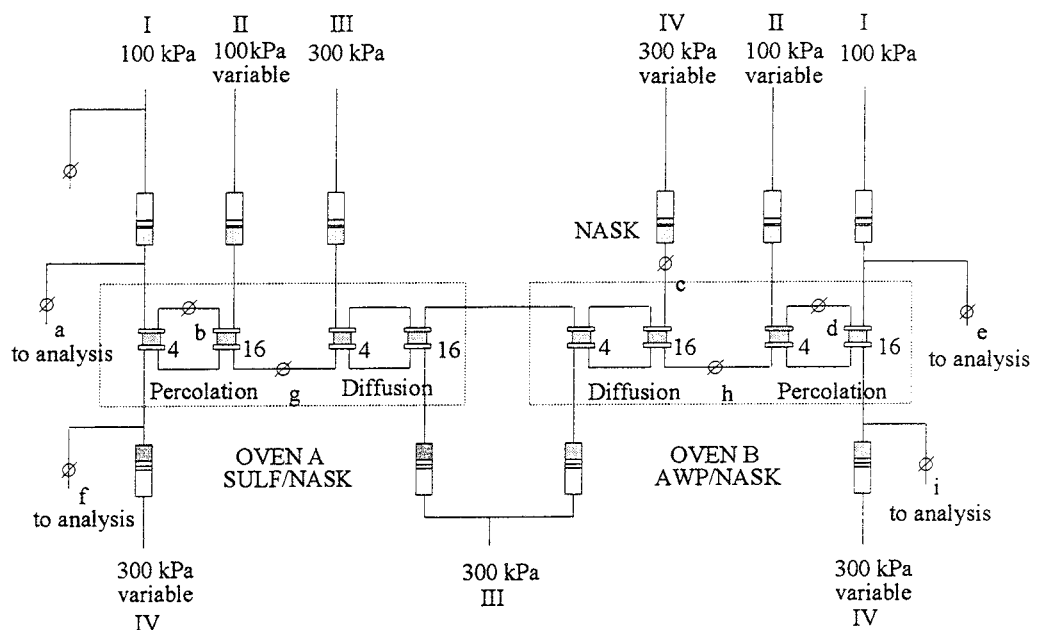 I II III IV II I
100 kPa 100kPa 300 kPa 300 kPa 100 kPa 100 kPa
variable variable variable
NASK
a b c d e
to analysis to analysis
4 16 4 16 4 16 4 16
Percolation g Diffusion Diffusion h Percolation
OVEN A OVEN B
SULF/NASK AWP/NASK
f i
to analysis to analysis
300 kPa 300 kPa 300 kPa
variable III variable
IV IV